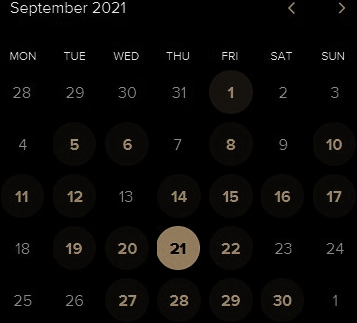 September 2021
MON TUE WED THU FRI SAT SUN
28 29 30 31 1 2 3
4 5 6 7 8 9 10
11 12 13 14 15 16 17
18 19 20 21 22 23 24
25 26 27 28 29 30 1